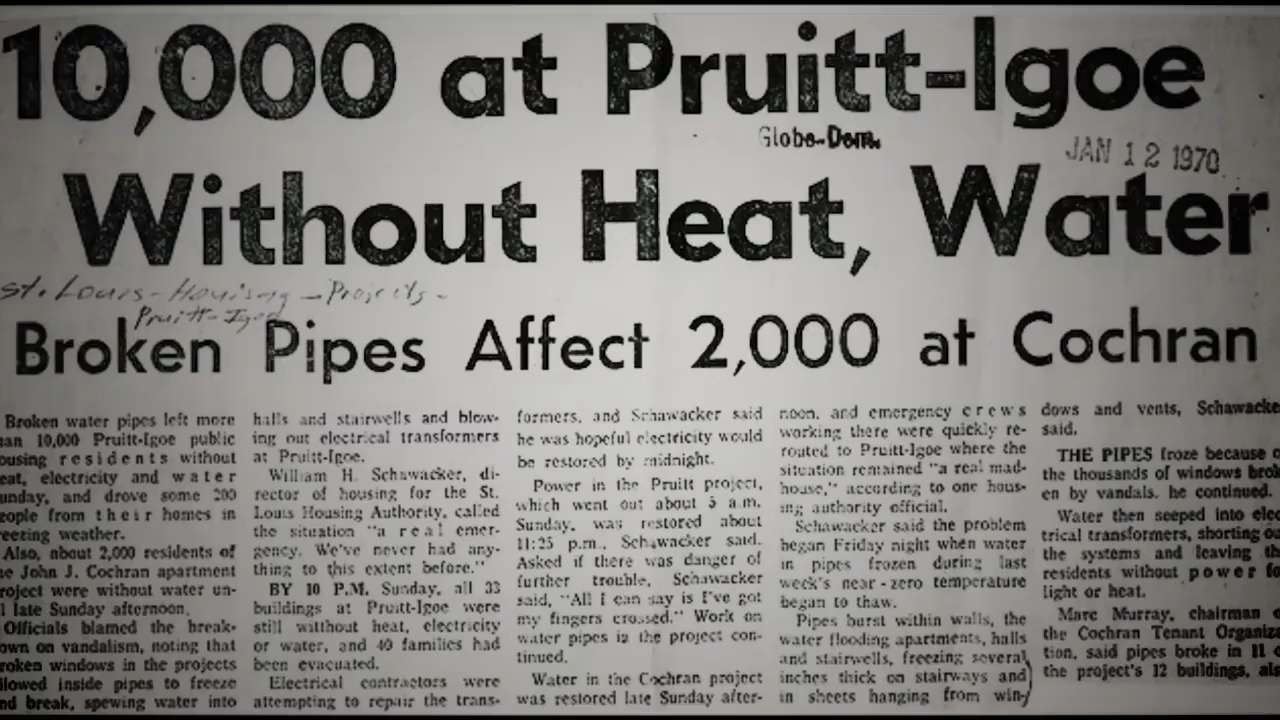 10,000 at Pruitt-Igoe
Globe-Dem.
JAN 12 1970
Without Heat, Water
St. Louis - Housing - Projects -
Pruitt-Igoe
Broken Pipes Affect 2,000 at Cochran
Broken water pipes left more
an 10,000 Pruitt-Igoe public
ousing residents without
eat, electricity and water
unday, and drove some 200
eople from their homes in
eezing weather.
Also, about 2,000 residents of
e John J. Cochran apartment
roject were without water un-
l late Sunday afternoon.
Officials blamed the break-
own on vandalism, noting that
roken windows in the projects
llowed inside pipes to freeze
nd break, spewing water into
halls and stairwells and blow-
ing out electrical transformers
at Pruitt-Igoe.
William H. Schawacker, di-
rector of housing for the St.
Louis Housing Authority, called
the situation "a real emer-
gency. We've never had any-
thing to this extent before."
BY 10 P.M. Sunday, all 33
buildings at Pruitt-Igoe were
still without heat, electricity
or water, and 40 families had
been evacuated.
Electrical contractors were
attempting to repair the trans-
formers, and Schawacker said
he was hopeful electricity would
be restored by midnight.
Power in the Pruitt project,
which went out about 5 a.m.
Sunday, was restored about
11:25 p.m., Schawacker said.
Asked if there was danger of
further trouble, Schawacker
said, "All I can say is I've got
my fingers crossed." Work on
water pipes in the project con-
tinued.
Water in the Cochran project
was restored late Sunday after-
noon, and emergency crews
working there were quickly re-
routed to Pruitt-Igoe where the
situation remained "a real mad-
house," according to one hous-
ing authority official.
Schawacker said the problem
began Friday night when water
in pipes frozen during last
week's near-zero temperature
began to thaw.
Pipes burst within walls, the
water flooding apartments, halls
and stairwells, freezing several
inches thick on stairways and
in sheets hanging from win-
dows and vents, Schawacke
said.
THE PIPES froze because o
the thousands of windows brok
en by vandals, he continued.
Water then seeped into elec
trical transformers, shorting ou
the systems and leaving th
residents without power fo
light or heat.
Marc Murray, chairman o
the Cochran Tenant Organiza
tion, said pipes broke in 11 o
the project's 12 buildings, als